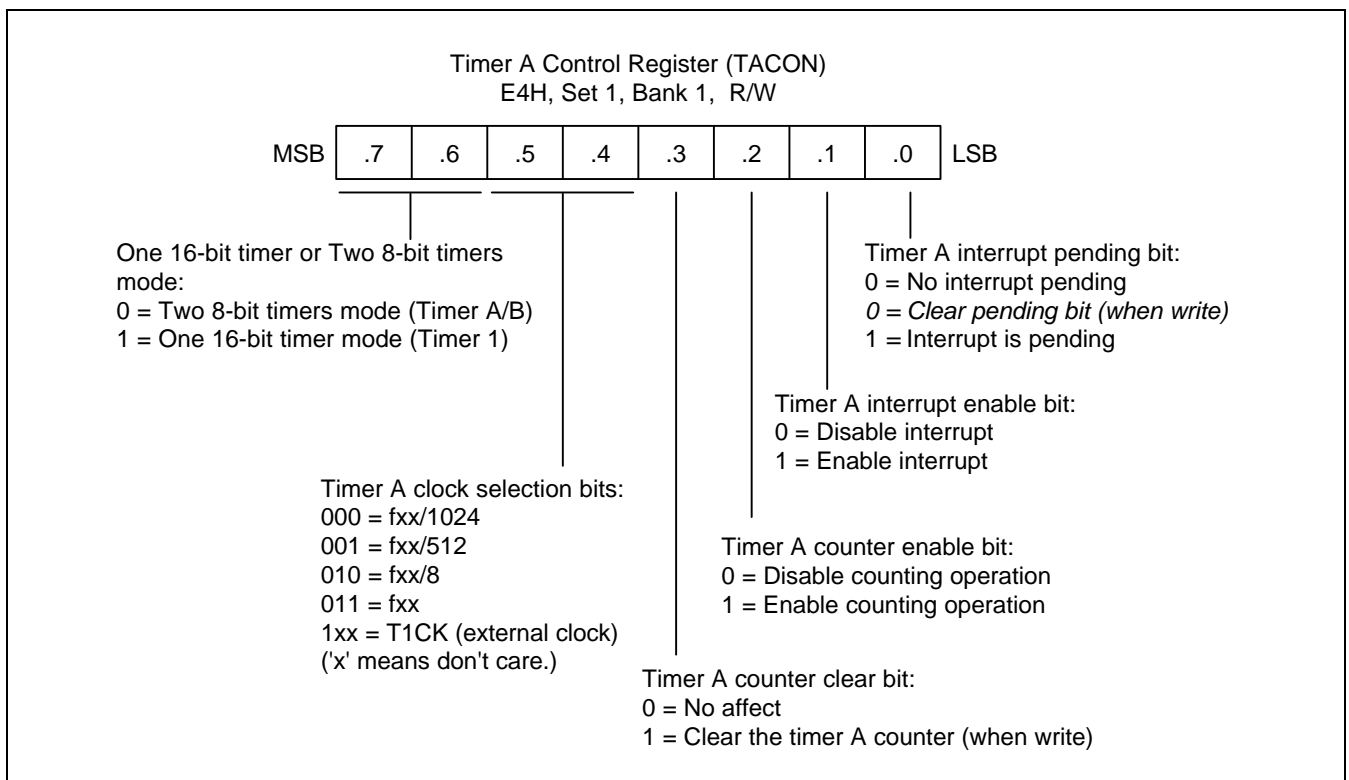 Timer A Control Register (TACON)
E4H, Set 1, Bank 1, R/W
MSB .7 .6 .5 .4 .3 .2 .1 .0 LSB
One 16-bit timer or Two 8-bit timers
mode:
0 = Two 8-bit timers mode (Timer A/B)
1 = One 16-bit timer mode (Timer 1)
Timer A interrupt pending bit:
0 = No interrupt pending
0 = Clear pending bit (when write)
1 = Interrupt is pending
Timer A interrupt enable bit:
0 = Disable interrupt
1 = Enable interrupt
Timer A clock selection bits:
000 = fxx/1024
001 = fxx/512
010 = fxx/8
011 = fxx
1xx = T1CK (external clock)
('x' means don't care.)
Timer A counter enable bit:
0 = Disable counting operation
1 = Enable counting operation
Timer A counter clear bit:
0 = No affect
1 = Clear the timer A counter (when write)